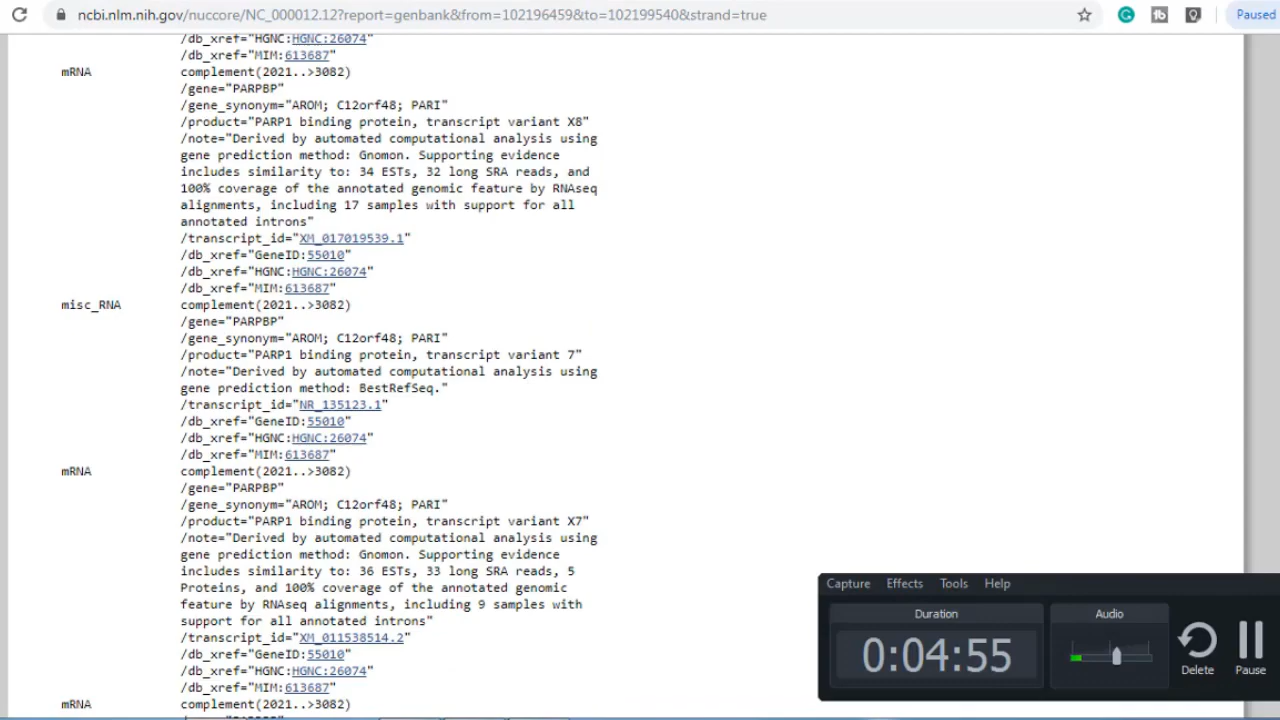 ncbi.nlm.nih.gov/nuccore/NC_000012.12?report=genbank&from=102196459&to=102199540&strand=true
Paused
/db_xref="HGNC:HGNC:26074"
/db_xref="MIM:613687"
mRNA complement(2021..>3082)
/gene="PARPBP"
/gene_synonym="AROM; C12orf48; PARI"
/product="PARP1 binding protein, transcript variant X8"
/note="Derived by automated computational analysis using
gene prediction method: Gnomon. Supporting evidence
includes similarity to: 34 ESTs, 32 long SRA reads, and
100% coverage of the annotated genomic feature by RNAseq
alignments, including 17 samples with support for all
annotated introns"
/transcript_id="XM_017019539.1"
/db_xref="GeneID:55010"
/db_xref="HGNC:HGNC:26074"
/db_xref="MIM:613687"
misc_RNA complement(2021..>3082)
/gene="PARPBP"
/gene_synonym="AROM; C12orf48; PARI"
/product="PARP1 binding protein, transcript variant 7"
/note="Derived by automated computational analysis using
gene prediction method: BestRefSeq."
/transcript_id="NR_135123.1"
/db_xref="GeneID:55010"
/db_xref="HGNC:HGNC:26074"
/db_xref="MIM:613687"
mRNA complement(2021..>3082)
/gene="PARPBP"
/gene_synonym="AROM; C12orf48; PARI"
/product="PARP1 binding protein, transcript variant X7"
/note="Derived by automated computational analysis using
gene prediction method: Gnomon. Supporting evidence
includes similarity to: 36 ESTs, 33 long SRA reads, 5
Proteins, and 100% coverage of the annotated genomic
feature by RNAseq alignments, including 9 samples with
support for all annotated introns"
/transcript_id="XM_011538514.2"
/db_xref="GeneID:55010"
/db_xref="HGNC:HGNC:26074"
/db_xref="MIM:613687"
mRNA complement(2021..>3082)
Capture Effects Tools Help
Duration
0:04:55
Audio
Delete
Pause